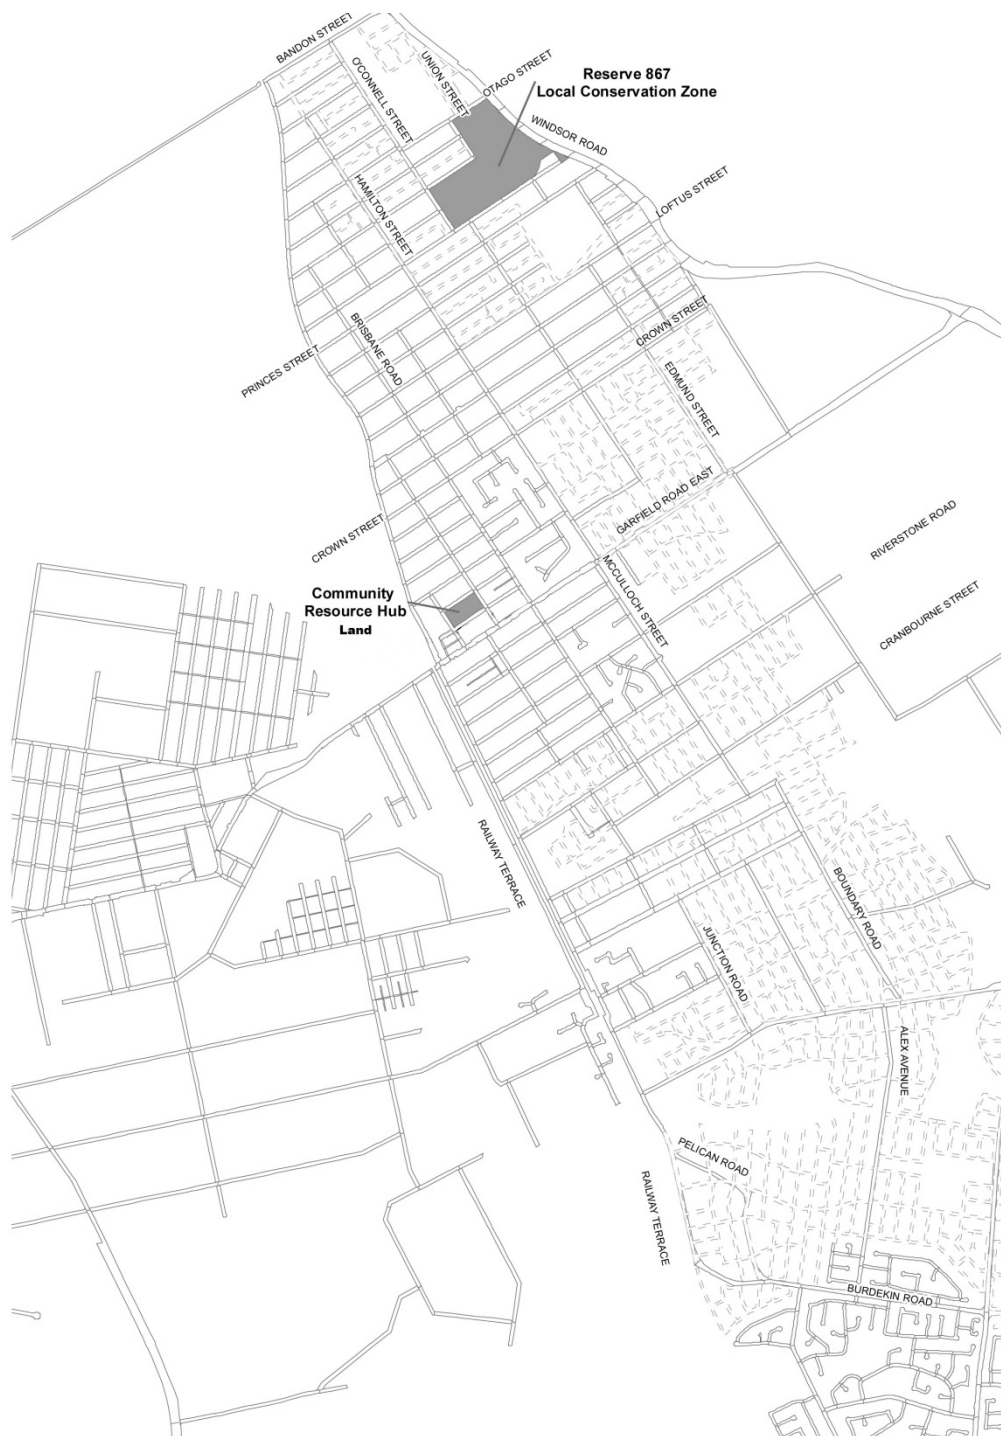 BANDON STREET
O'CONNELL STREET
UNION STREET
OTAGO STREET
Reserve 867
Local Conservation Zone
WINDSOR ROAD
HAMILTON STREET
LOFTUS STREET
BRISBANE ROAD
PRINCES STREET
CROWN STREET
EDMUND STREET
GARFIELD ROAD EAST
CROWN STREET
RIVERSTONE ROAD
MCCULLOCH STREET
CRANBOURNE STREET
Community
Resource Hub
Land
RAILWAY TERRACE
BOUNDARY ROAD
JUNCTION ROAD
ALEX AVENUE
PELICAN ROAD
RAILWAY TERRACE
BURDEKIN ROAD